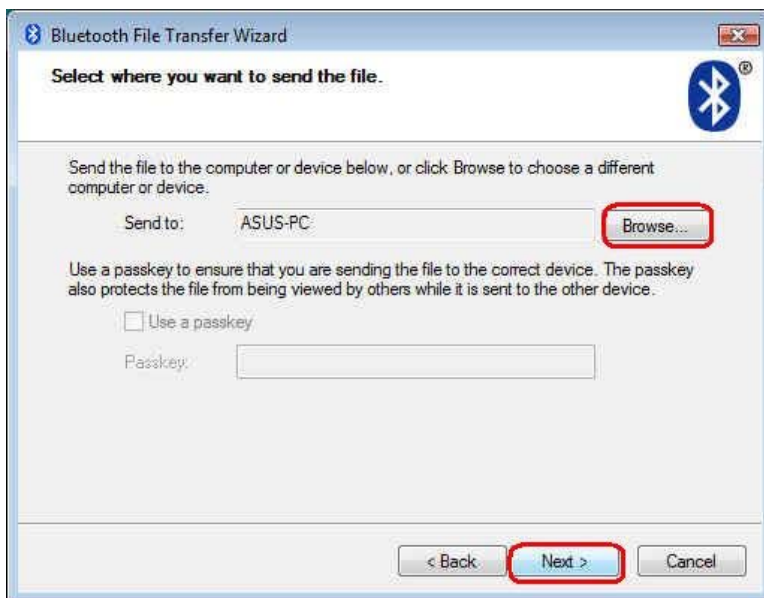 Bluetooth File Transfer Wizard
Select where you want to send the file.
®
Send the file to the computer or device below, or click Browse to choose a different
computer or device.
Send to: ASUS-PC Browse...
Use a passkey to ensure that you are sending the file to the correct device. The passkey
also protects the file from being viewed by others while it is sent to the other device.
Use a passkey
Passkey:
< Back Next > Cancel